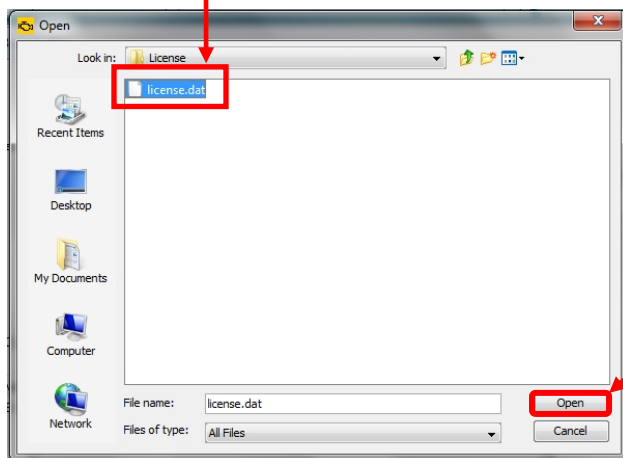 Open
Look in: License
license.dat
Recent Items
Desktop
My Documents
Computer
Network
File name: license.dat
Open
Files of type: All Files
Cancel